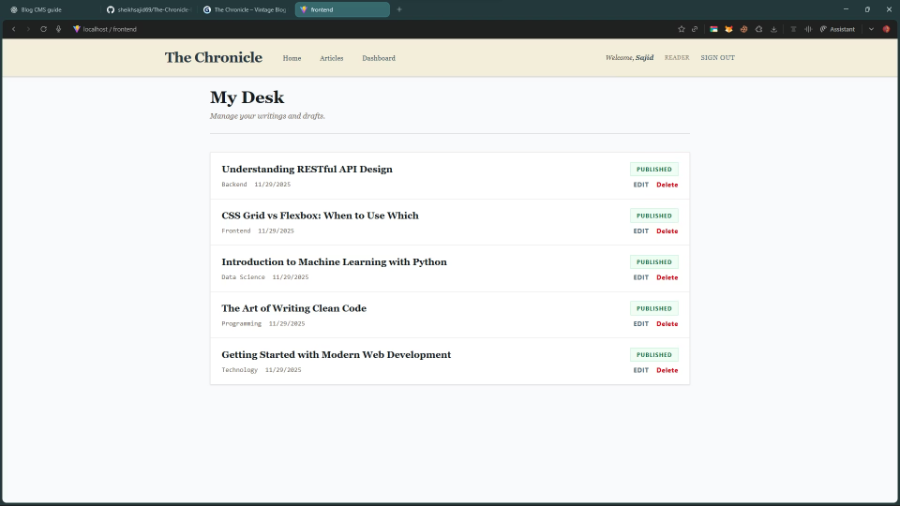 Blog CMS guide
The Chronicle – Vintage Blog
frontend
localhost / frontend
Assistant
The Chronicle
Home Articles Dashboard
Welcome, Sajid READER SIGN OUT
My Desk
Manage your writings and drafts.
Understanding RESTful API Design
PUBLISHED
Backend 11/29/2025
EDIT Delete
CSS Grid vs Flexbox: When to Use Which
PUBLISHED
Frontend 11/29/2025
EDIT Delete
Introduction to Machine Learning with Python
PUBLISHED
Data Science 11/29/2025
EDIT Delete
The Art of Writing Clean Code
PUBLISHED
Programming 11/29/2025
EDIT Delete
Getting Started with Modern Web Development
PUBLISHED
Technology 11/29/2025
EDIT Delete